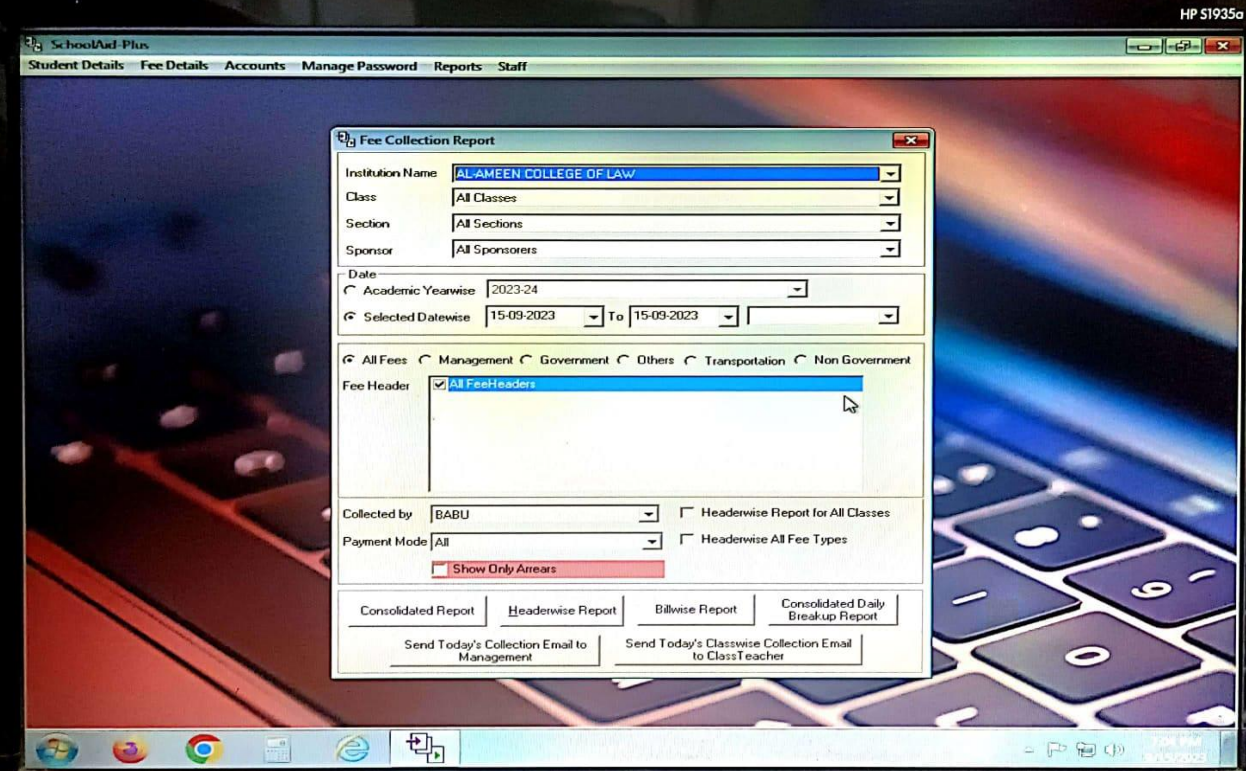 HP S1935a
SchoolAid-Plus
Student Details Fee Details Accounts Manage Password Reports Staff
Fee Collection Report
Institution Name AL-AMEEN COLLEGE OF LAW
Class All Classes
Section All Sections
Sponsor All Sponsorers
Date
Academic Yearwise 2023-24
Selected Datewise 15-09-2023 To 15-09-2023
All Fees Management Government Others Transportation Non Government
Fee Header All FeeHeaders
Collected by BABU Headerwise Report for All Classes
Payment Mode All Headerwise All Fee Types
Show Only Arrears
Consolidated Report Headerwise Report Billwise Report Consolidated Daily
Breakup Report
Send Today's Collection Email to
Management
Send Today's Classwise Collection Email
to ClassTeacher